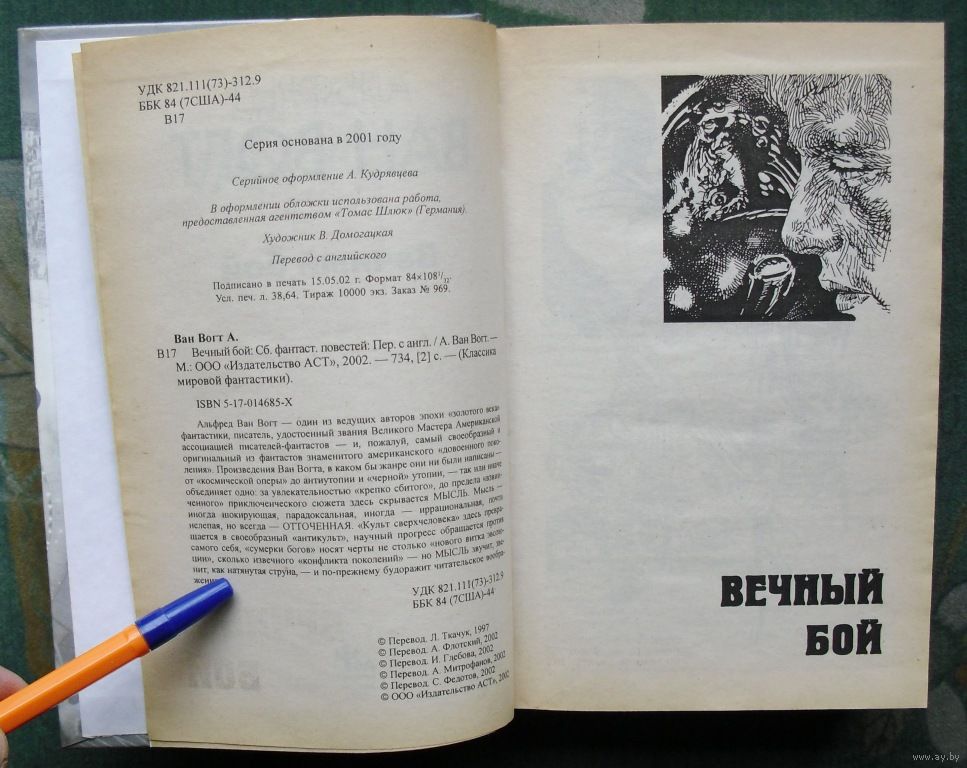 УДК 821.111(73)-312.9
ББК 84 (7США)-44
В17
Серия основана в 2001 году
Серийное оформление А. Кудрявцева
В оформлении обложки использована работа,
предоставленная агентством «Томас Шлюк» (Германия).
Художник В. Домогацкая
Перевод с английского
Подписано в печать 15.05.02 г. Формат 84×108 1/32.
Усл. печ. л. 38,64. Тираж 10000 экз. Заказ № 969.
Ван Вогт А.
В17 Вечный бой: Сб. фантаст. повестей: Пер. с англ. / А. Ван Вогт. —
М.: ООО «Издательство АСТ», 2002. — 734, [2] с. — (Классика
мировой фантастики).
ISBN 5-17-014685-X
Альфред Ван Вогт — один из ведущих авторов эпохи «золотого века»
фантастики, писатель, удостоенный звания Великого Мастера Американской
ассоциацией писателей-фантастов — и, пожалуй, самый своеобразный и
оригинальный из фантастов знаменитого американского «довоенного поко-
ления». Произведения Ван Вогта, в каком бы жанре они ни были написаны —
от «космической оперы» до антиутопии и «черной» утопии, — так или иначе
объединяет одно: за увлекательностью «крепко сбитого», до предела «взвин-
ченного» приключенческого сюжета здесь скрывается МЫСЛЬ. Мысль —
иногда шокирующая, парадоксальная, иногда — иррациональная, почти
нелепая, но всегда — ОТТОЧЕННАЯ. «Культ сверхчеловека» здесь превра-
щается в своеобразный «антикульт», научный прогресс обращается против
самого себя, «сумерки богов» носят черты не столько «нового витка эволю-
ции», сколько извечного «конфликта поколений» — но МЫСЛЬ звучит, зве-
нит, как натянутая струна, — и по-прежнему будоражит читательское вообра-
УДК 821.111(73)-312.9
ББК 84 (7США)-44
© Перевод. Л. Ткачук, 1997
© Перевод. А. Флотский, 2002
© Перевод. И. Глебова, 2002
© Перевод. А. Митрофанов, 2002
© Перевод. С. Федотов, 2002
© ООО «Издательство АСТ», 2002
ВЕЧНЫЙ
БОЙ
www.ay.by